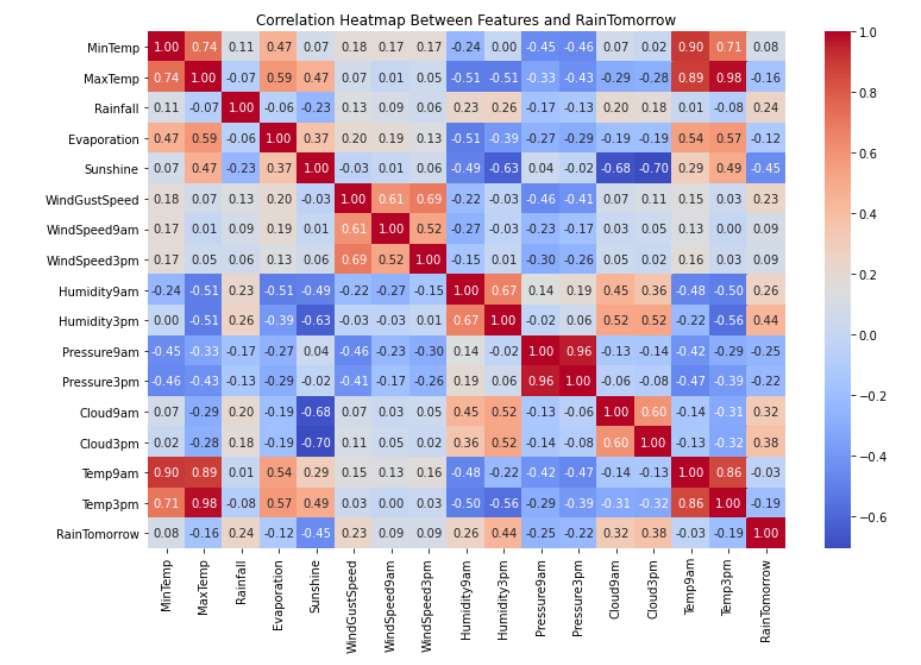 Correlation Heatmap Between Features and RainTomorrow
MinTemp 1.00 0.74 0.11 0.47 0.07 0.18 0.17 0.17 -0.24 0.00 -0.45 -0.46 0.07 0.02 0.90 0.71 0.08
MaxTemp 0.74 1.00 -0.07 0.59 0.47 0.07 0.01 0.05 -0.51 -0.51 -0.33 -0.43 -0.29 -0.28 0.89 0.98 -0.16
Rainfall 0.11 -0.07 1.00 -0.06 -0.23 0.13 0.09 0.06 0.23 0.26 -0.17 -0.13 0.20 0.18 0.01 -0.08 0.24
Evaporation 0.47 0.59 -0.06 1.00 0.37 0.20 0.19 0.13 -0.51 -0.39 -0.27 -0.29 -0.19 -0.19 0.54 0.57 -0.12
Sunshine 0.07 0.47 -0.23 0.37 1.00 -0.03 0.01 0.06 -0.49 -0.63 0.04 -0.02 -0.68 -0.70 0.29 0.49 -0.45
WindGustSpeed 0.18 0.07 0.13 0.20 -0.03 1.00 0.61 0.69 -0.22 -0.03 -0.46 -0.41 0.07 0.11 0.15 0.03 0.23
WindSpeed9am 0.17 0.01 0.09 0.19 0.01 0.61 1.00 0.52 -0.27 -0.03 -0.23 -0.17 0.03 0.05 0.13 0.00 0.09
WindSpeed3pm 0.17 0.05 0.06 0.13 0.06 0.69 0.52 1.00 -0.15 0.01 -0.30 -0.26 0.05 0.02 0.16 0.03 0.09
Humidity9am -0.24 -0.51 0.23 -0.51 -0.49 -0.22 -0.27 -0.15 1.00 0.67 0.14 0.19 0.45 0.36 -0.48 -0.50 0.26
Humidity3pm 0.00 -0.51 0.26 -0.39 -0.63 -0.03 -0.03 0.01 0.67 1.00 -0.02 0.06 0.52 0.52 -0.22 -0.56 0.44
Pressure9am -0.45 -0.33 -0.17 -0.27 0.04 -0.46 -0.23 -0.30 0.14 -0.02 1.00 0.96 -0.13 -0.14 -0.42 -0.29 -0.25
Pressure3pm -0.46 -0.43 -0.13 -0.29 -0.02 -0.41 -0.17 -0.26 0.19 0.06 0.96 1.00 -0.06 -0.08 -0.47 -0.39 -0.22
Cloud9am 0.07 -0.29 0.20 -0.19 -0.68 0.07 0.03 0.05 0.45 0.52 -0.13 -0.06 1.00 0.60 -0.14 -0.31 0.32
Cloud3pm 0.02 -0.28 0.18 -0.19 -0.70 0.11 0.05 0.02 0.36 0.52 -0.14 -0.08 0.60 1.00 -0.13 -0.32 0.38
Temp9am 0.90 0.89 0.01 0.54 0.29 0.15 0.13 0.16 -0.48 -0.22 -0.42 -0.47 -0.14 -0.13 1.00 0.86 -0.03
Temp3pm 0.71 0.98 -0.08 0.57 0.49 0.03 0.00 0.03 -0.50 -0.56 -0.29 -0.39 -0.31 -0.32 0.86 1.00 -0.19
RainTomorrow 0.08 -0.16 0.24 -0.12 -0.45 0.23 0.09 0.09 0.26 0.44 -0.25 -0.22 0.32 0.38 -0.03 -0.19 1.00
MinTemp
MaxTemp
Rainfall
Evaporation
Sunshine
WindGustSpeed
WindSpeed9am
WindSpeed3pm
Humidity9am
Humidity3pm
Pressure9am
Pressure3pm
Cloud9am
Cloud3pm
Temp9am
Temp3pm
RainTomorrow
1.0
0.8
0.6
0.4
0.2
0.0
−0.2
−0.4
−0.6